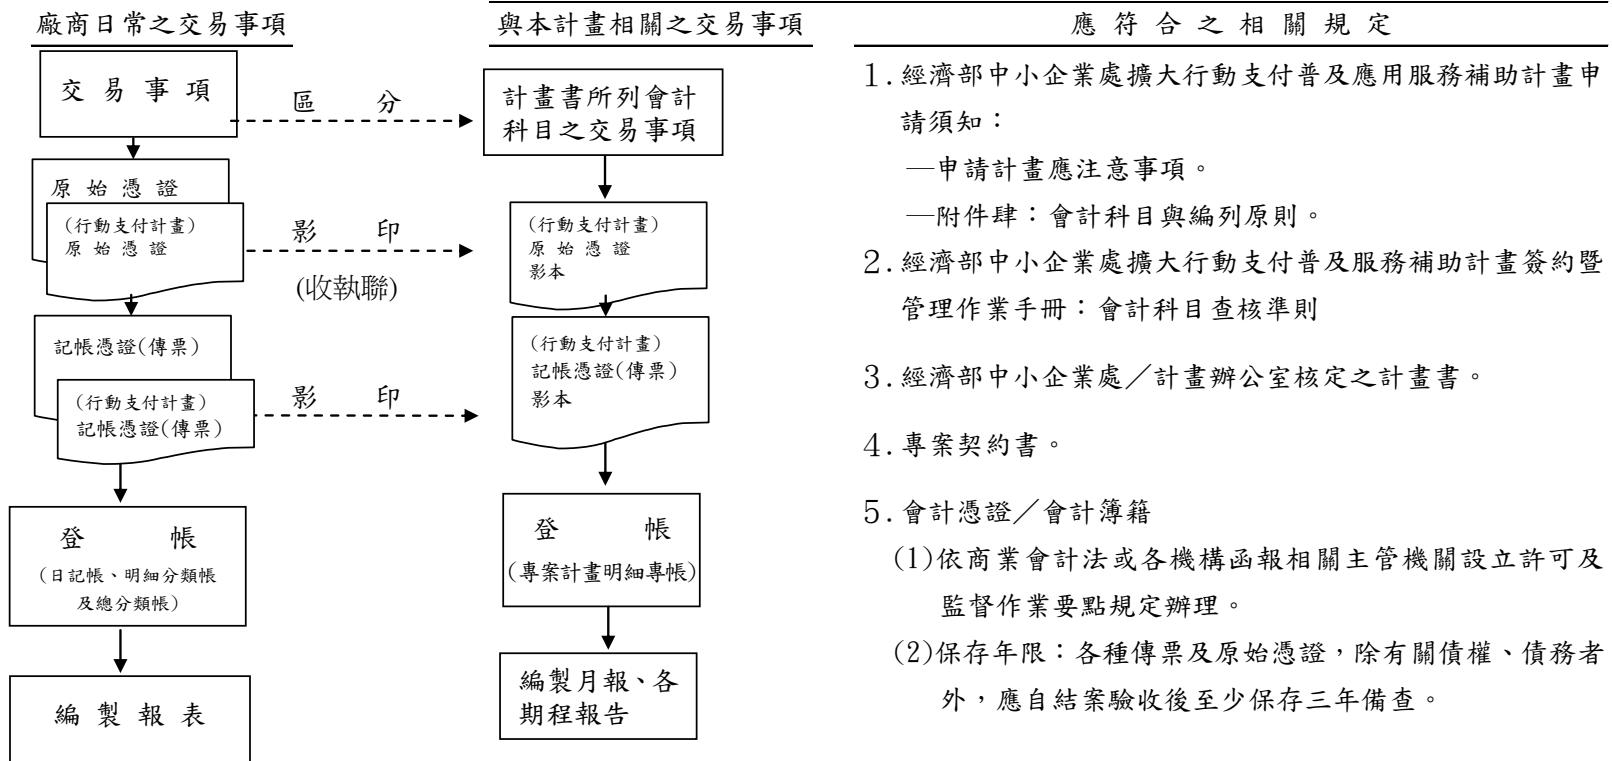 廠商日常之交易事項
交易事項
原始憑證
(行動支付計畫)
原始憑證
記帳憑證(傳票)
(行動支付計畫)
記帳憑證(傳票)
登帳
(日記帳、明細分類帳
及總分類帳)
編製報表
區分
影印
(收執聯)
影印
與本計畫相關之交易事項
計畫書所列會計
科目之交易事項
(行動支付計畫)
原始憑證
影本
(行動支付計畫)
記帳憑證(傳票)
影本
登帳
(專案計畫明細專帳)
編製月報、各
期程報告
應符合之相關規定
1.經濟部中小企業處擴大行動支付普及應用服務補助計畫申
請須知：
—申請計畫應注意事項。
—附件肆：會計科目與編列原則。
2.經濟部中小企業處擴大行動支付普及服務補助計畫簽約暨
管理作業手冊：會計科目查核準則
3.經濟部中小企業處／計畫辦公室核定之計畫書。
4.專案契約書。
5.會計憑證／會計簿籍
(1)依商業會計法或各機構函報相關主管機關設立許可及
監督作業要點規定辦理。
(2)保存年限：各種傳票及原始憑證，除有關債權、債務者
外，應自結案驗收後至少保存三年備查。